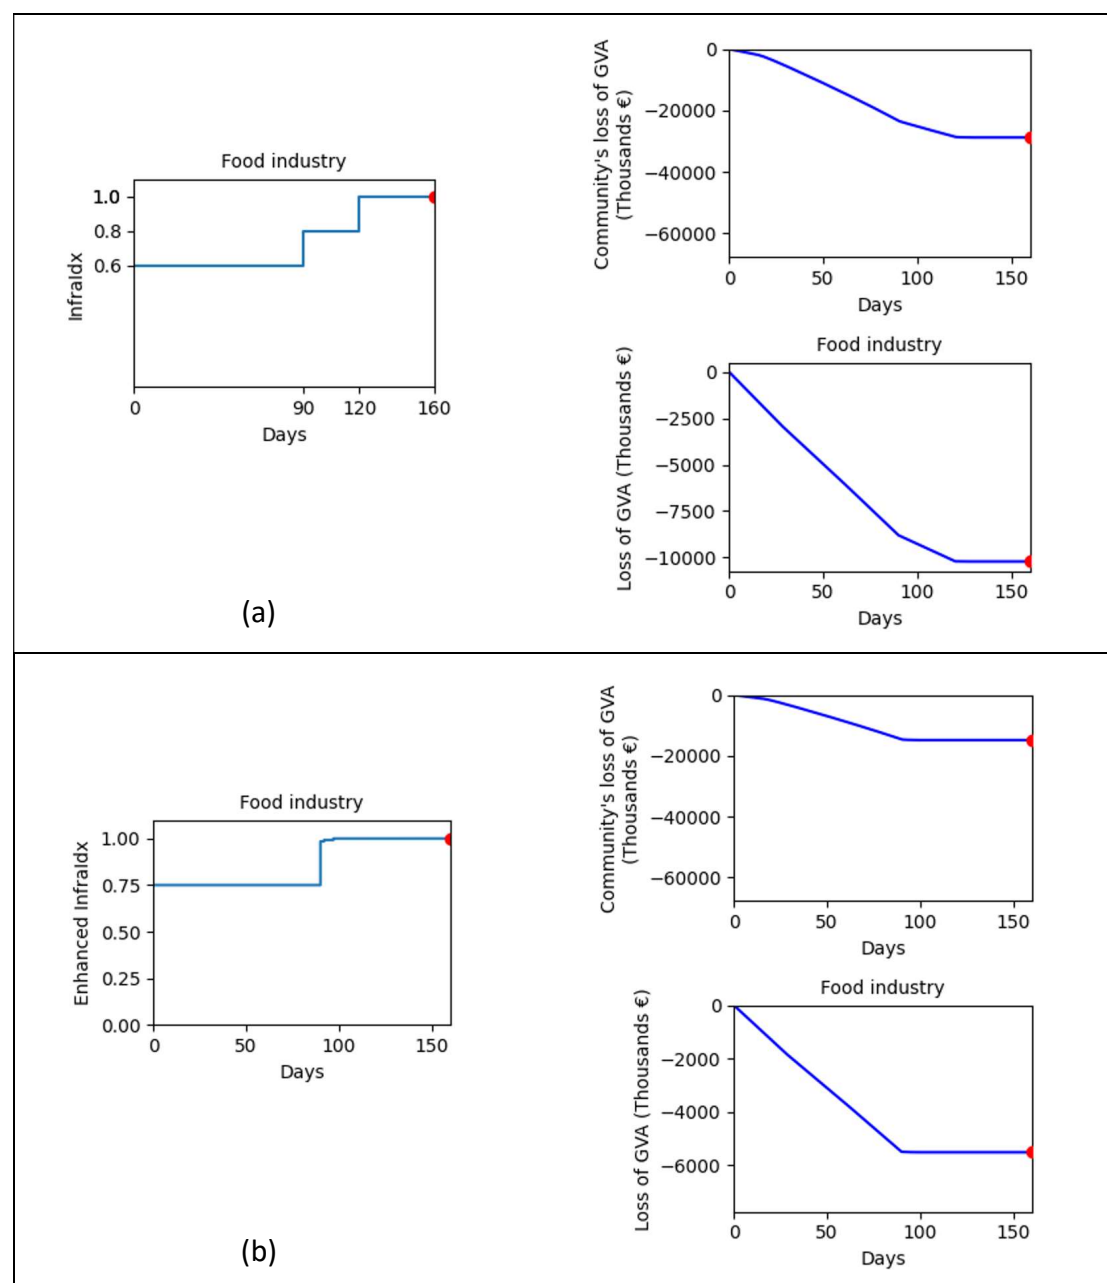 Food industry
InfraIdx
1.0
0.8
0.6
0
90
120
160
Days
(a)
Community's loss of GVA
(Thousands €)
0
−20000
−40000
−60000
0
50
100
150
Days
Food industry
Loss of GVA (Thousands €)
0
−2500
−5000
−7500
−10000
0
50
100
150
Days
Food industry
Enhanced InfraIdx
1.00
0.75
0.50
0.25
0.00
0
50
100
150
Days
(b)
Community's loss of GVA
(Thousands €)
0
−20000
−40000
−60000
0
50
100
150
Days
Food industry
Loss of GVA (Thousands €)
0
−2000
−4000
−6000
0
50
100
150
Days